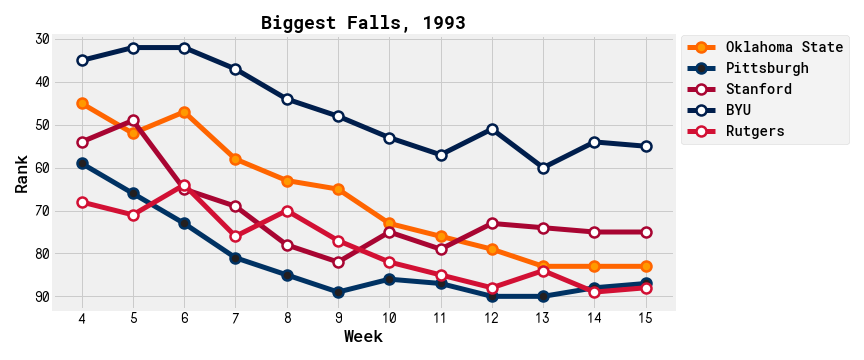 Biggest Falls, 1993
30
40
50
60
70
80
90
Rank
4 5 6 7 8 9 10 11 12 13 14 15
Week
Oklahoma State
Pittsburgh
Stanford
BYU
Rutgers